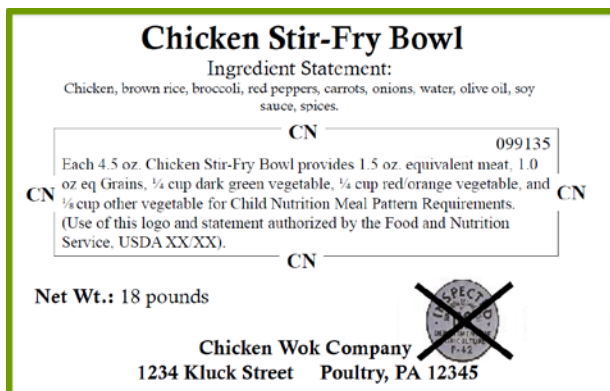 Chicken Stir-Fry Bowl
Ingredient Statement:
Chicken, brown rice, broccoli, red peppers, carrots, onions, water, olive oil, soy
sauce, spices.
CN
099135
Each 4.5 oz. Chicken Stir-Fry Bowl provides 1.5 oz. equivalent meat, 1.0
CN oz eq Grains, ¼ cup dark green vegetable, ¼ cup red/orange vegetable, and CN
⅛ cup other vegetable for Child Nutrition Meal Pattern Requirements.
(Use of this logo and statement authorized by the Food and Nutrition
Service, USDA XX/XX).
CN
Net Wt.: 18 pounds
INSPECTED
P-42
Chicken Wok Company
1234 Kluck Street Poultry, PA 12345